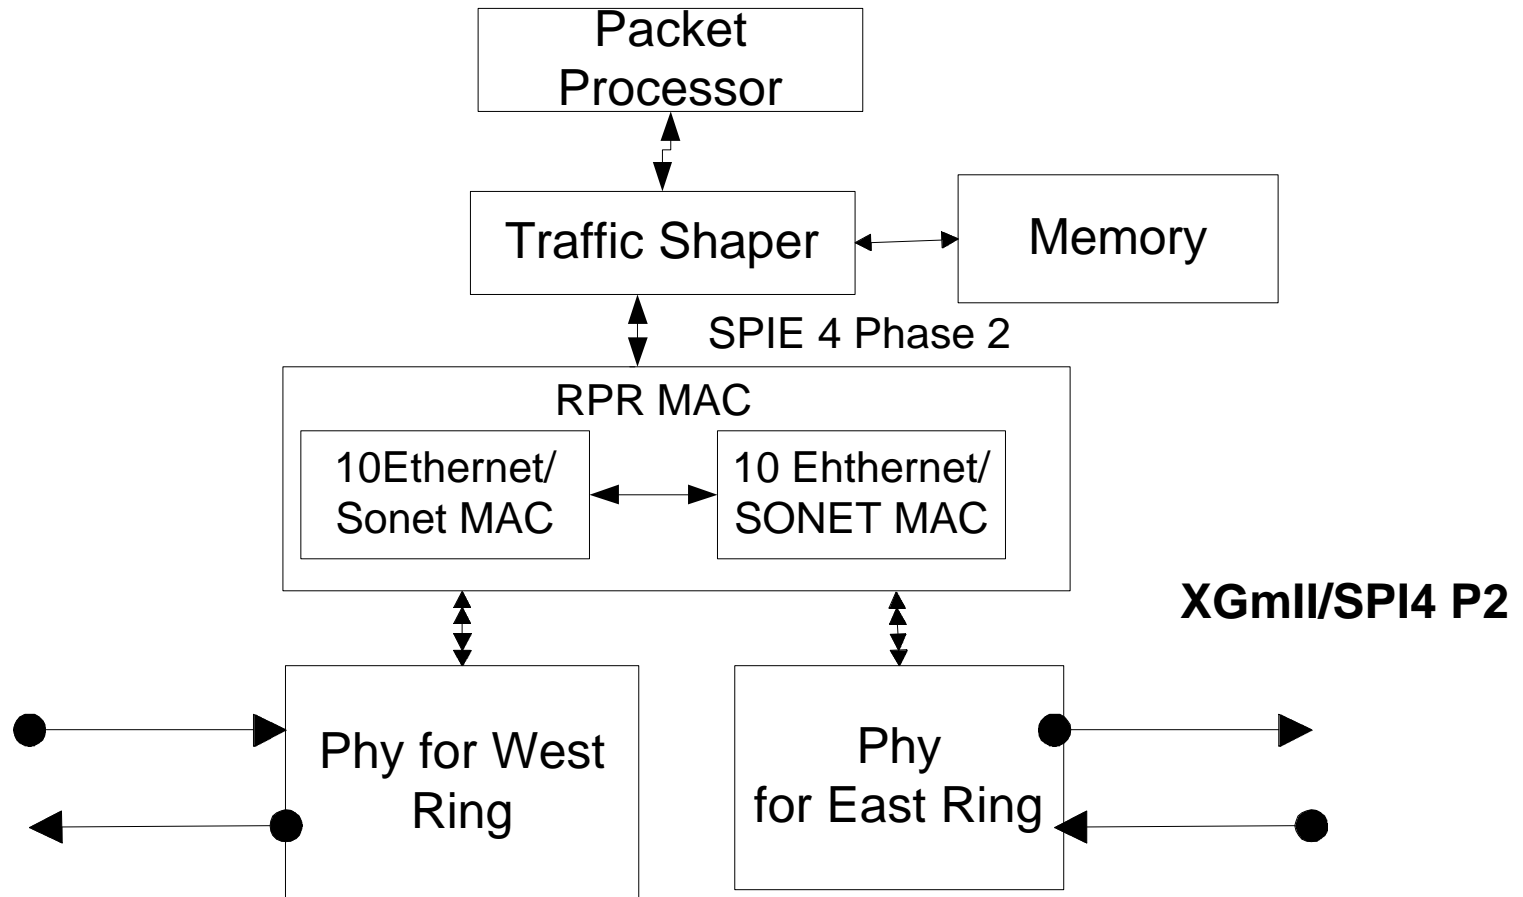 Packet
Processor
Traffic Shaper
Memory
SPIE 4 Phase 2
RPR MAC
10Ethernet/
Sonet MAC
10 Ehthernet/
SONET MAC
XGmII/SPI4 P2
Phy for West
Ring
Phy
for East Ring